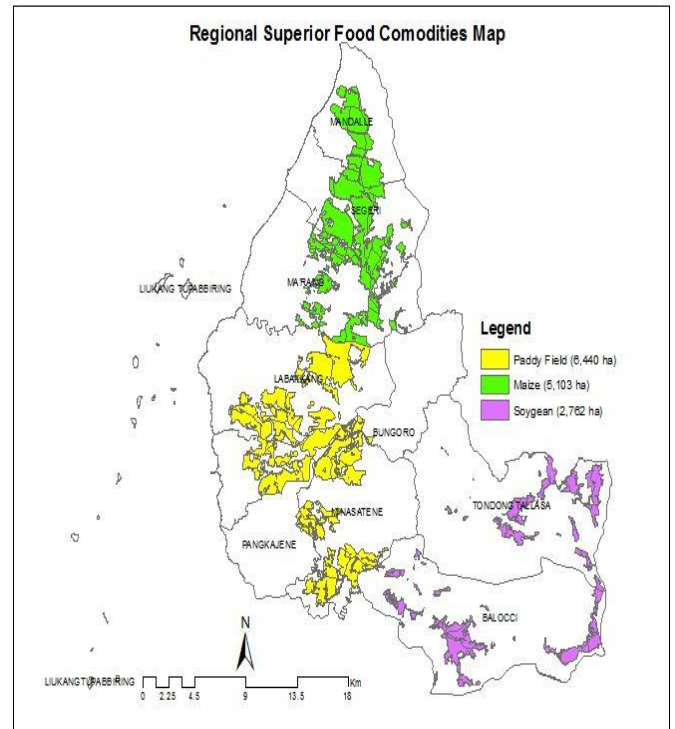 Regional Superior Food Comodities Map
MANDALLE
SEGERI
MA'RANG
LIUKANG TUPABBIRING
LABAKKANG
BUNGORO
MINASATENE
PANGKAJENE
TONDONG TALLASA
BALOCCI
Legend
Paddy Field (6,440 ha)
Maize (5,103 ha)
Soygean (2,762 ha)
N
LIUKANG TUPABBIRING
Km
0 2.25 4.5 9 13.5 18